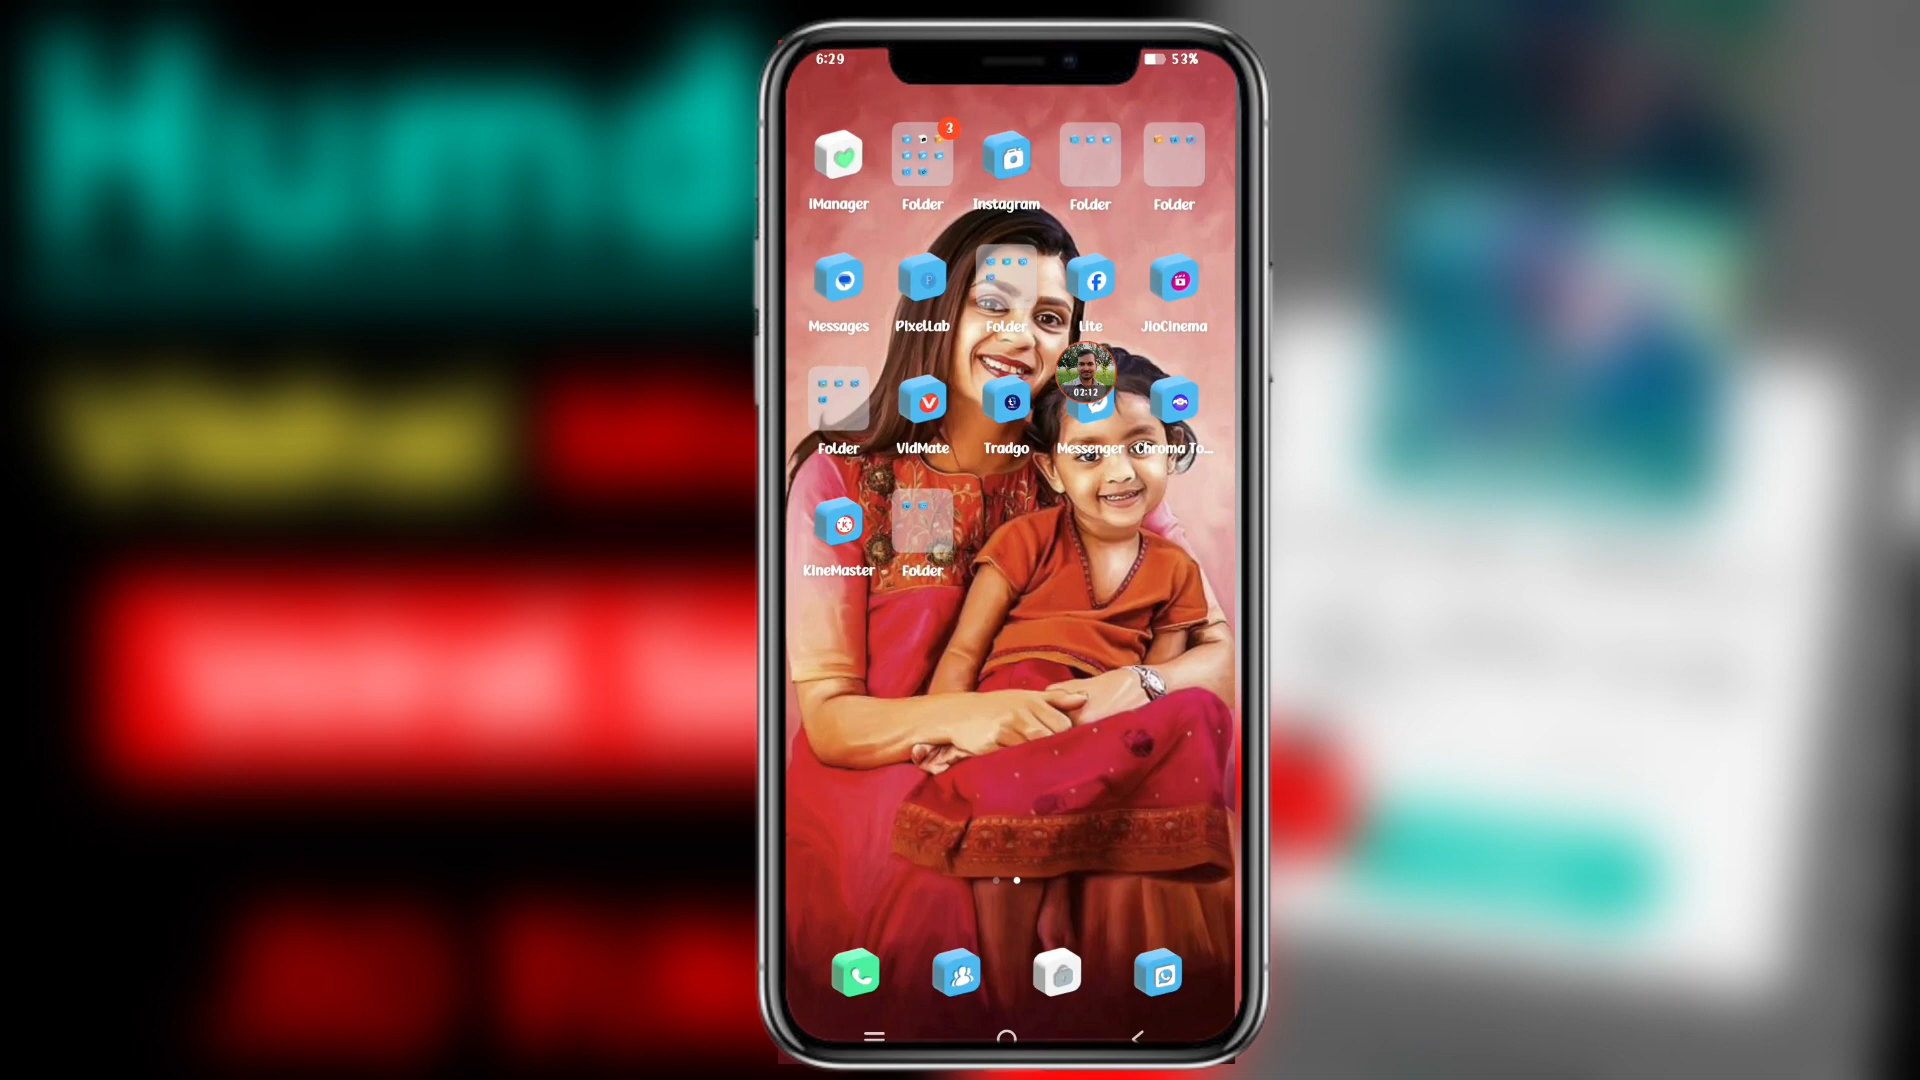 6:29 53%
3
iManager Folder Instagram Folder Folder
Messages PixelLab Folder Lite JioCinema
02:12
Folder VidMate Tradgo Messenger Chroma To...
KineMaster Folder